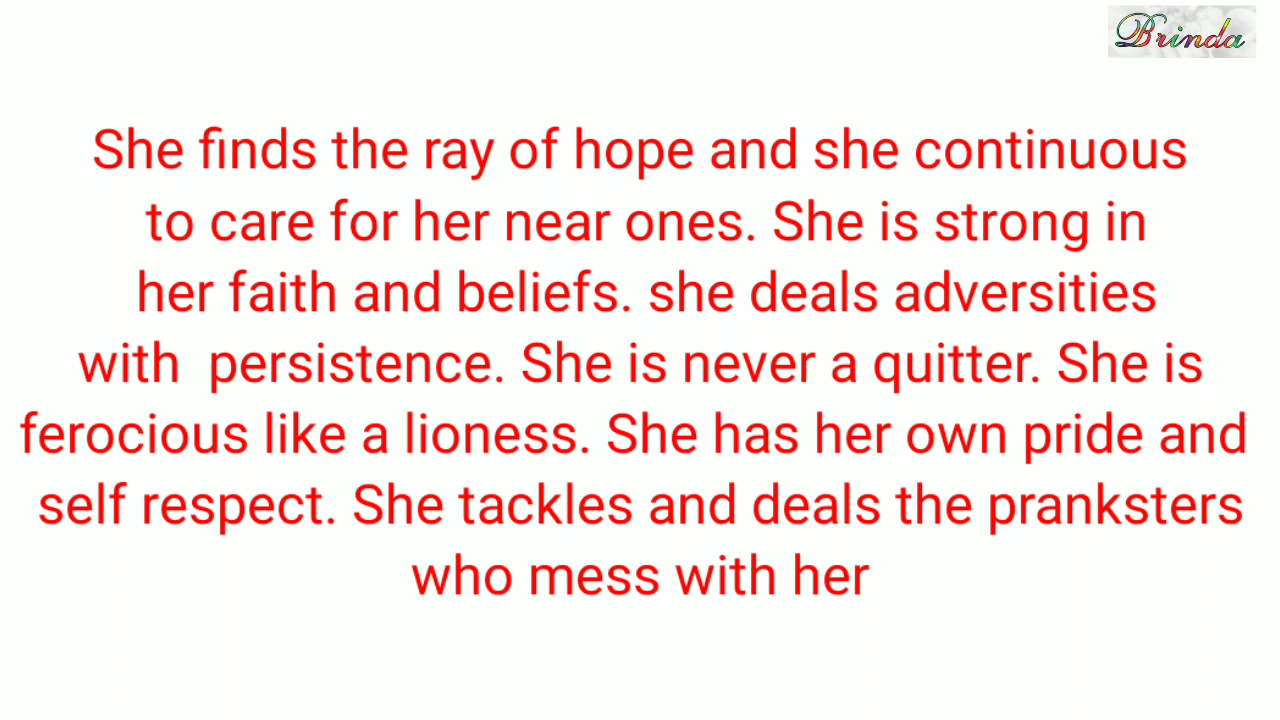 Brinda
She finds the ray of hope and she continuous
to care for her near ones. She is strong in
her faith and beliefs. she deals adversities
with  persistence. She is never a quitter. She is
ferocious like a lioness. She has her own pride and
self respect. She tackles and deals the pranksters
who mess with her